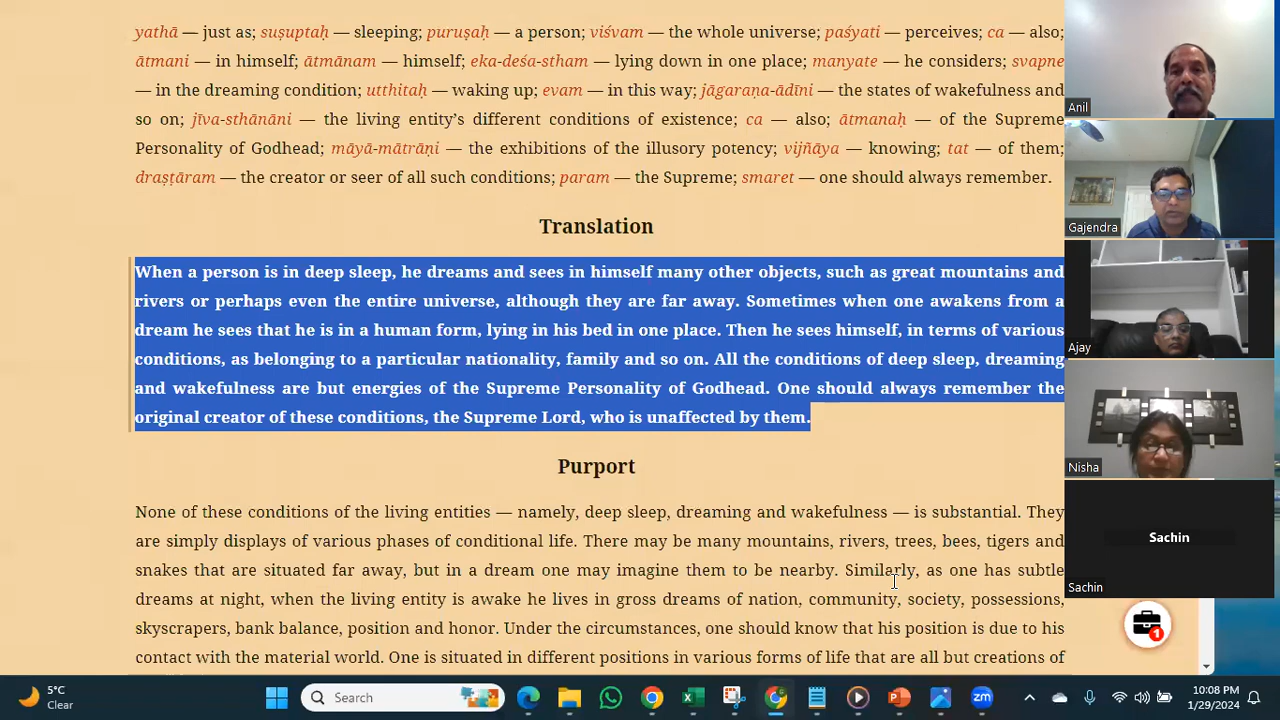 yathā — just as; suṣuptaḥ — sleeping; puruṣaḥ — a person; viśvam — the whole universe; paśyati — perceives; ca — also;
ātmani — in himself; ātmānam — himself; eka-deśa-stham — lying down in one place; manyate — he considers; svapne
— in the dreaming condition; utthitaḥ — waking up; evam — in this way; jāgaraṇa-ādīni — the states of wakefulness and
so on; jīva-sthānāni — the living entity’s different conditions of existence; ca — also; ātmanaḥ — of the Supreme
Personality of Godhead; māyā-mātrāṇi — the exhibitions of the illusory potency; vijñāya — knowing; tat — of them;
draṣṭāram — the creator or seer of all such conditions; param — the Supreme; smaret — one should always remember.
Translation
When a person is in deep sleep, he dreams and sees in himself many other objects, such as great mountains and
rivers or perhaps even the entire universe, although they are far away. Sometimes when one awakens from a
dream he sees that he is in a human form, lying in his bed in one place. Then he sees himself, in terms of various
conditions, as belonging to a particular nationality, family and so on. All the conditions of deep sleep, dreaming
and wakefulness are but energies of the Supreme Personality of Godhead. One should always remember the
original creator of these conditions, the Supreme Lord, who is unaffected by them.
Purport
None of these conditions of the living entities — namely, deep sleep, dreaming and wakefulness — is substantial. They
are simply displays of various phases of conditional life. There may be many mountains, rivers, trees, bees, tigers and
snakes that are situated far away, but in a dream one may imagine them to be nearby. Similarly, as one has subtle
dreams at night, when the living entity is awake he lives in gross dreams of nation, community, society, possessions,
skyscrapers, bank balance, position and honor. Under the circumstances, one should know that his position is due to his
contact with the material world. One is situated in different positions in various forms of life that are all but creations of
Anil
Gajendra
Ajay
Nisha
Sachin
Sachin
1
5°C
Clear
Search
zm
10:08 PM
1/29/2024